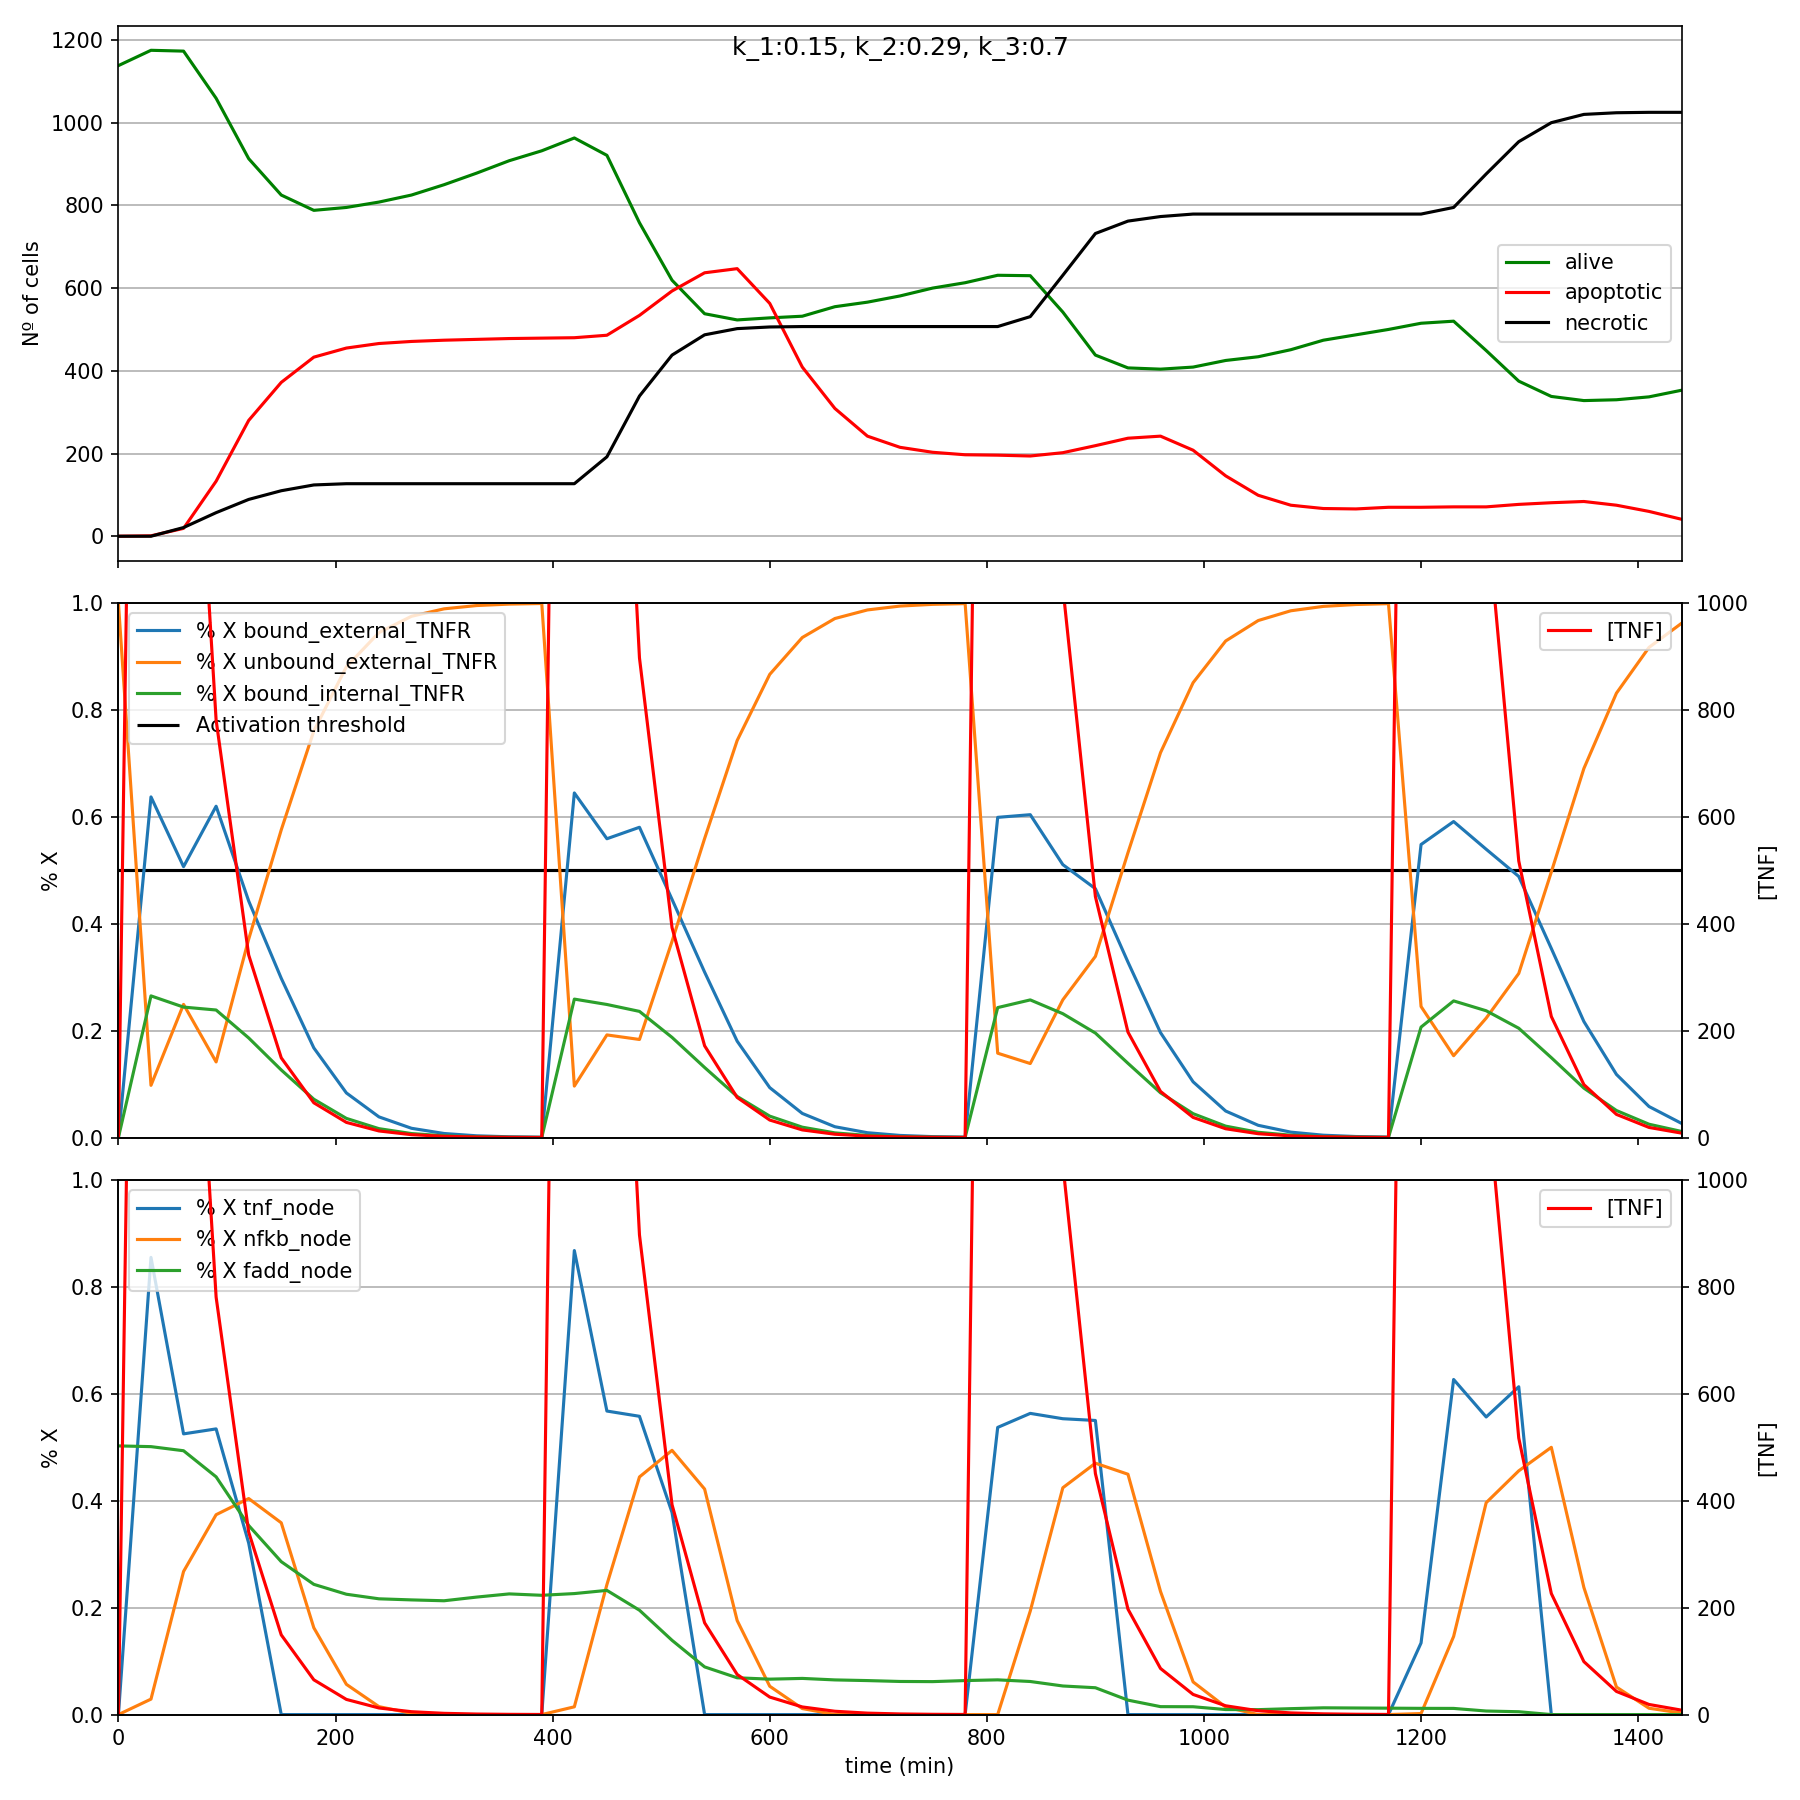 k_1:0.15, k_2:0.29, k_3:0.7
1200
1000
800
600
400
200
0
Nº of cells
alive
apoptotic
necrotic
1.0
0.8
0.6
0.4
0.2
0.0
% X
% X bound_external_TNFR
% X unbound_external_TNFR
% X bound_internal_TNFR
Activation threshold
[TNF]
1000
800
600
400
200
0
[TNF]
1.0
0.8
0.6
0.4
0.2
0.0
% X
% X tnf_node
% X nfkb_node
% X fadd_node
[TNF]
1000
800
600
400
200
0
[TNF]
0 200 400 600 800 1000 1200 1400
time (min)